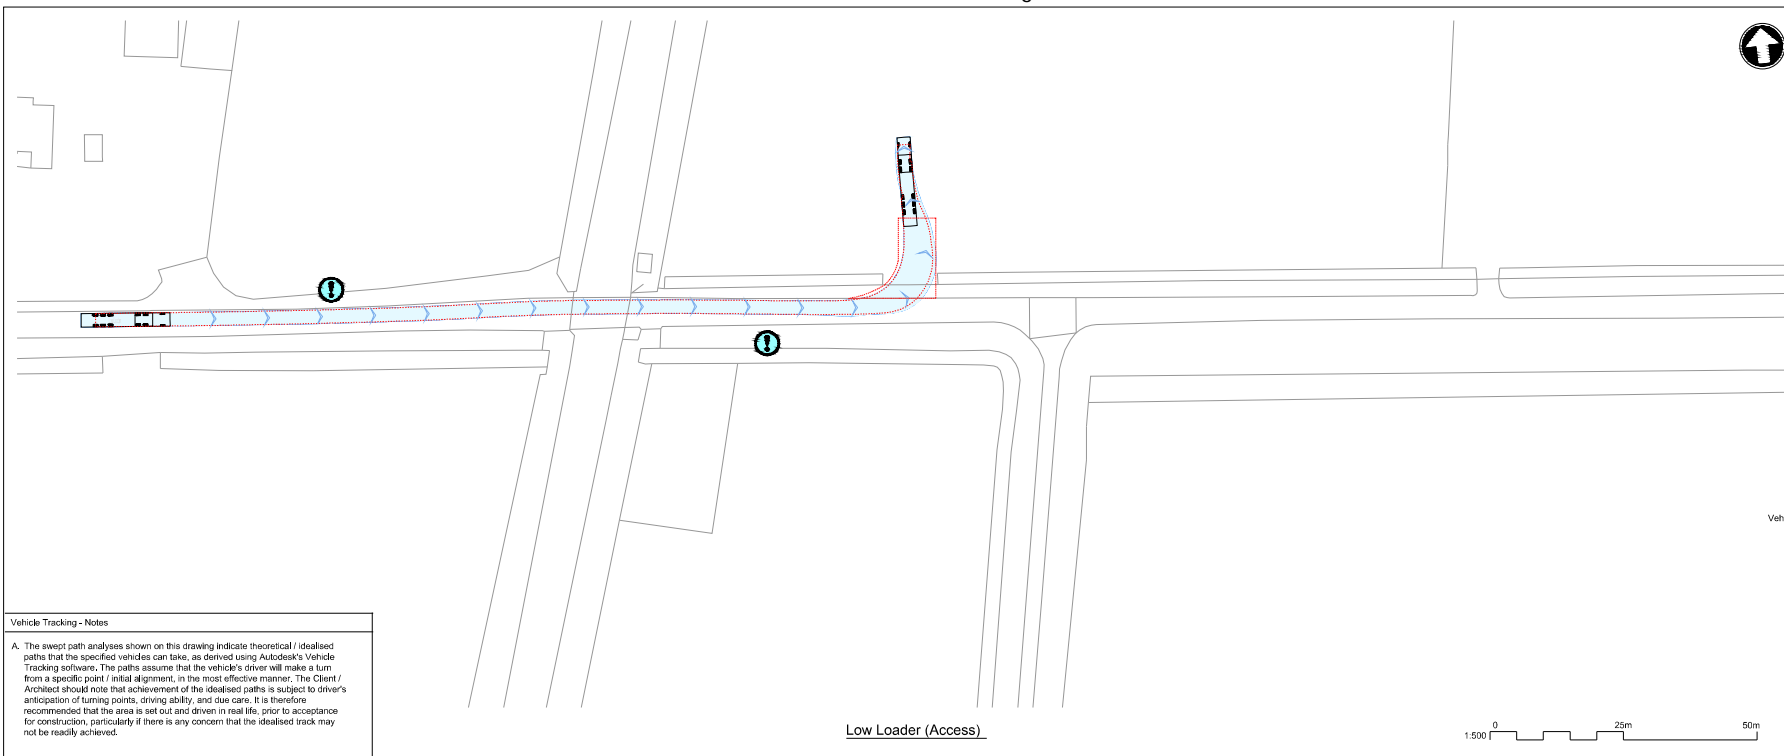 Veh
Vehicle Tracking - Notes
A. The swept path analyses shown on this drawing indicate theoretical / idealised
paths that the specified vehicles can take, as derived using Autodesk's Vehicle
Tracking software. The paths assume that the vehicle's driver will make a turn
from a specific point / initial alignment, in the most effective manner. The Client /
Architect should note that achievement of the idealised paths is subject to driver's
anticipation of turning points, driving ability, and due care. It is therefore
recommended that the area is set out and driven in real life, prior to acceptance
for construction, particularly if there is any concern that the idealised track may
not be readily achieved.
Low Loader (Access)
0 25m 50m
1:500